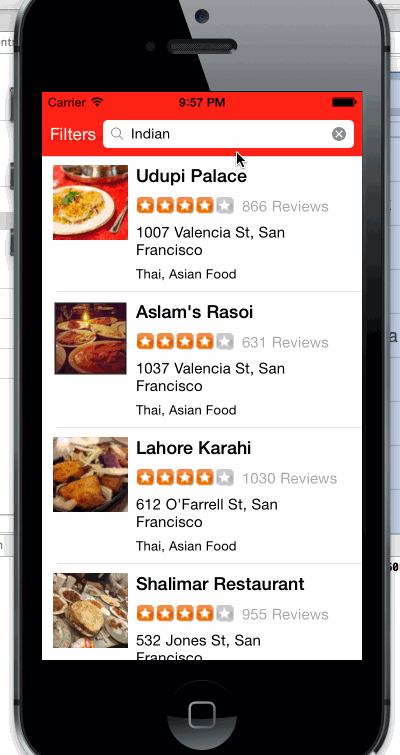 Carrier 9:57 PM
Filters Indian
Udupi Palace
866 Reviews
1007 Valencia St, San
Francisco
Thai, Asian Food
Aslam's Rasoi
631 Reviews
1037 Valencia St, San
Francisco
Thai, Asian Food
Lahore Karahi
1030 Reviews
612 O'Farrell St, San
Francisco
Thai, Asian Food
Shalimar Restaurant
955 Reviews
532 Jones St, San
Francisco